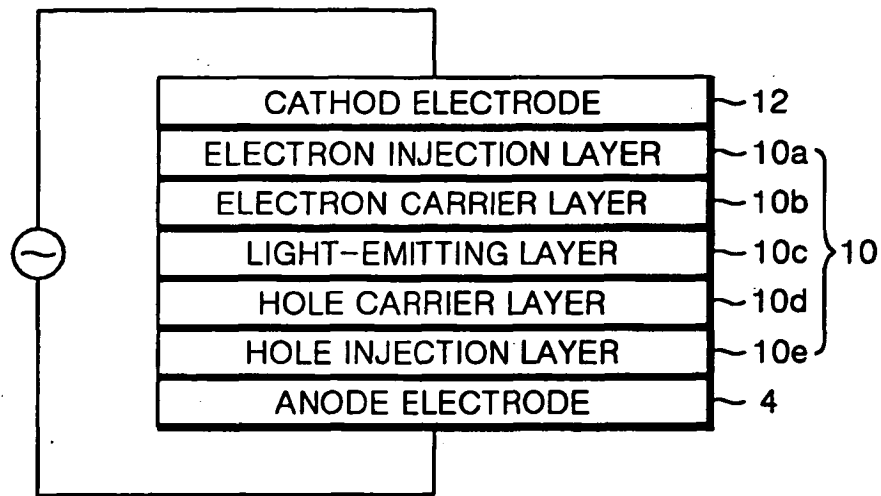 CATHOD ELECTRODE ~12
ELECTRON INJECTION LAYER ~10a
ELECTRON CARRIER LAYER ~10b
LIGHT-EMITTING LAYER ~10c 10
HOLE CARRIER LAYER ~10d
HOLE INJECTION LAYER ~10e
ANODE ELECTRODE ~4